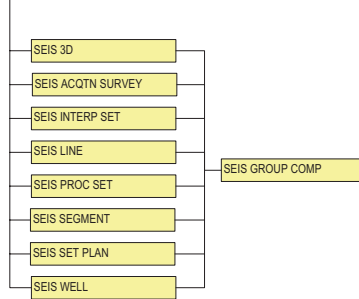 SEIS 3D
SEIS ACQTN SURVEY
SEIS INTERP SET
SEIS LINE
SEIS GROUP COMP
SEIS PROC SET
SEIS SEGMENT
SEIS SET PLAN
SEIS WELL